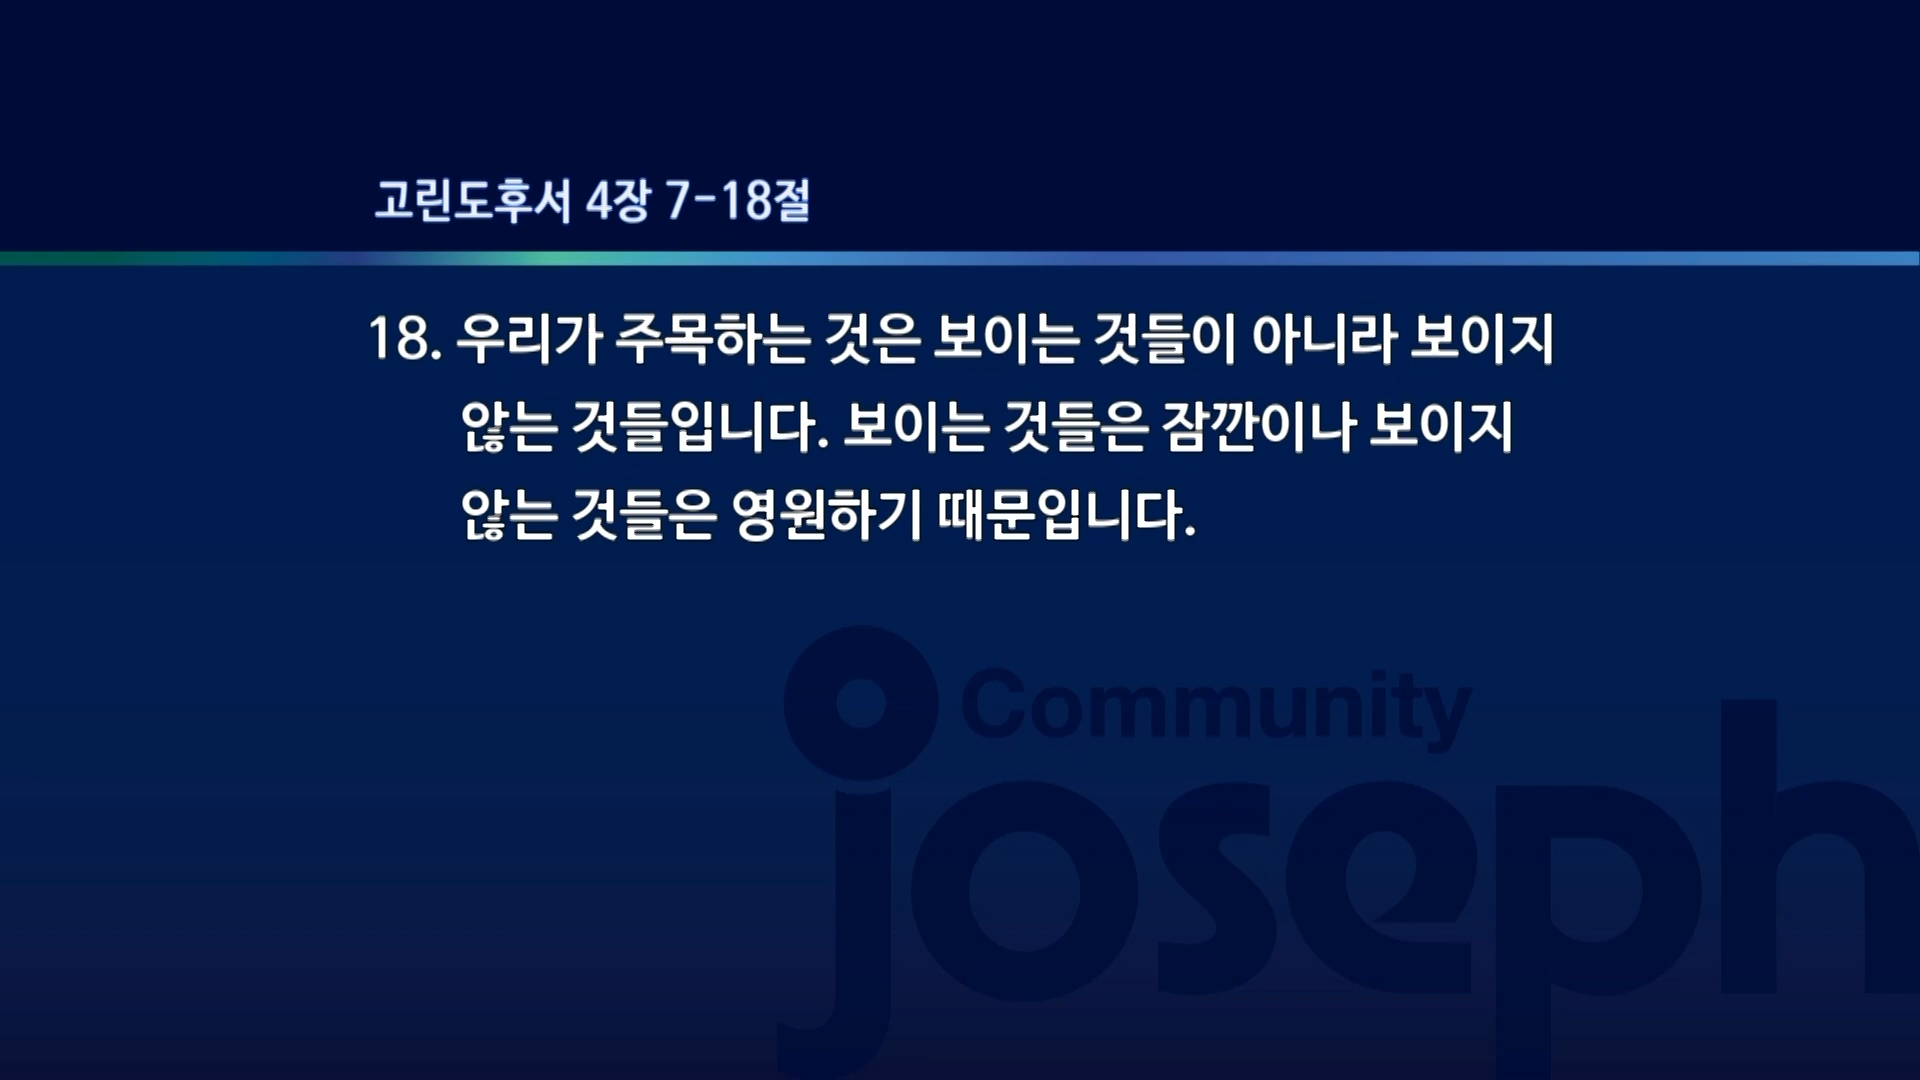 고린도후서 4장 7-18절
18. 우리가 주목하는 것은 보이는 것들이 아니라 보이지
않는 것들입니다. 보이는 것들은 잠깐이나 보이지
않는 것들은 영원하기 때문입니다.
Community
joseph